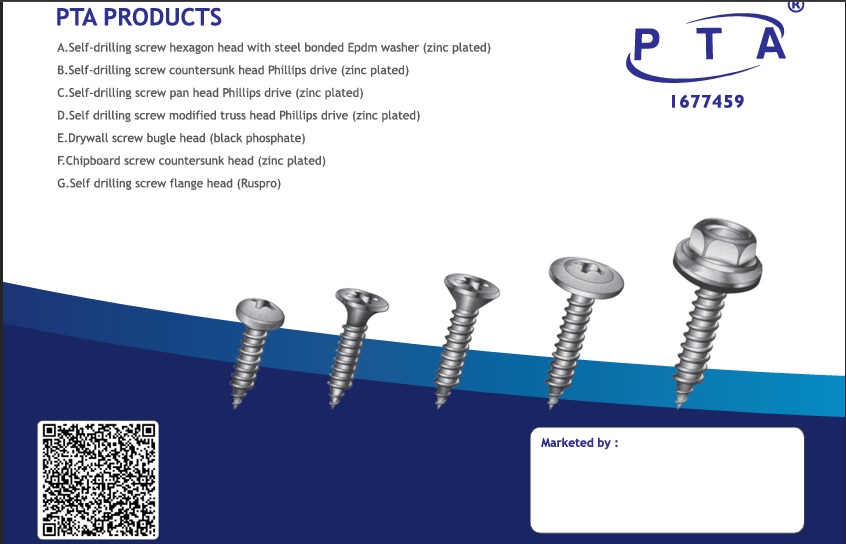 PTA PRODUCTS
A.Self-drilling screw hexagon head with steel bonded Epdm washer (zinc plated)
B.Self-drilling screw countersunk head Phillips drive (zinc plated)
C.Self-drilling screw pan head Phillips drive (zinc plated)
D.Self drilling screw modified truss head Phillips drive (zinc plated)
E.Drywall screw bugle head (black phosphate)
F.Chipboard screw countersunk head (zinc plated)
G.Self drilling screw flange head (Ruspro)
P T A ®
1677459
Marketed by :